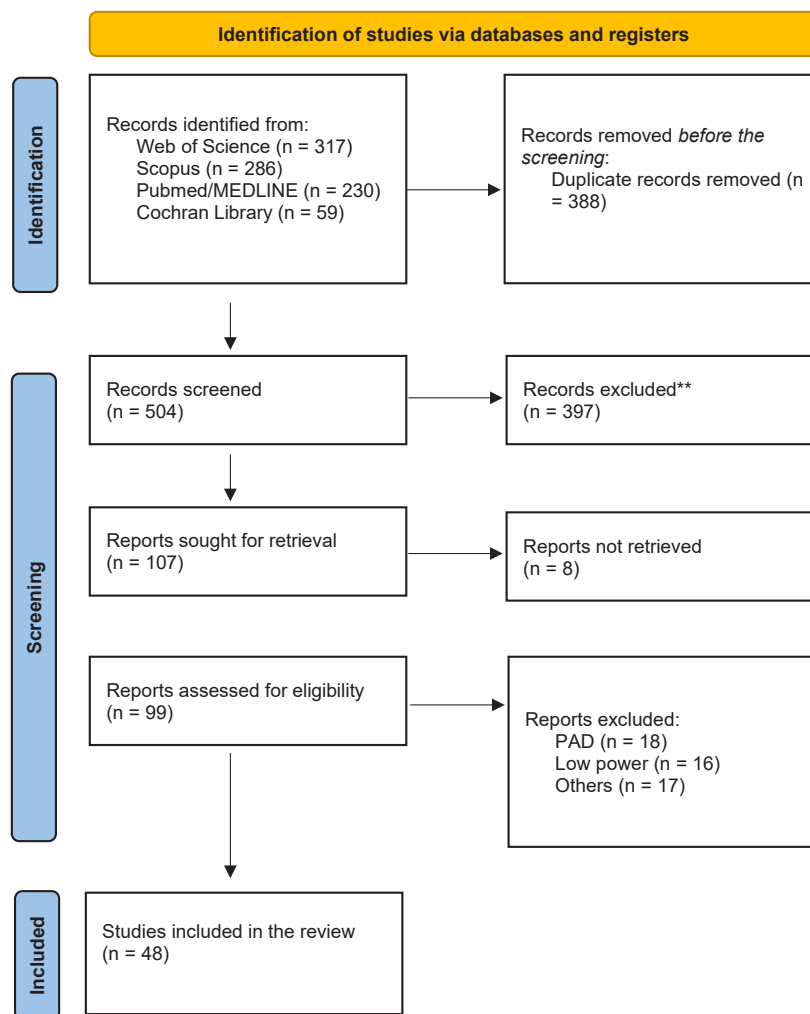 Identification of studies via databases and registers
Identification
Records identified from:
Web of Science (n = 317)
Scopus (n = 286)
Pubmed/MEDLINE (n = 230)
Cochran Library (n = 59)
Records removed before the
screening:
Duplicate records removed (n
= 388)
Screening
Records screened
(n = 504)
Records excluded**
(n = 397)
Reports sought for retrieval
(n = 107)
Reports not retrieved
(n = 8)
Reports assessed for eligibility
(n = 99)
Reports excluded:
PAD (n = 18)
Low power (n = 16)
Others (n = 17)
Included
Studies included in the review
(n = 48)